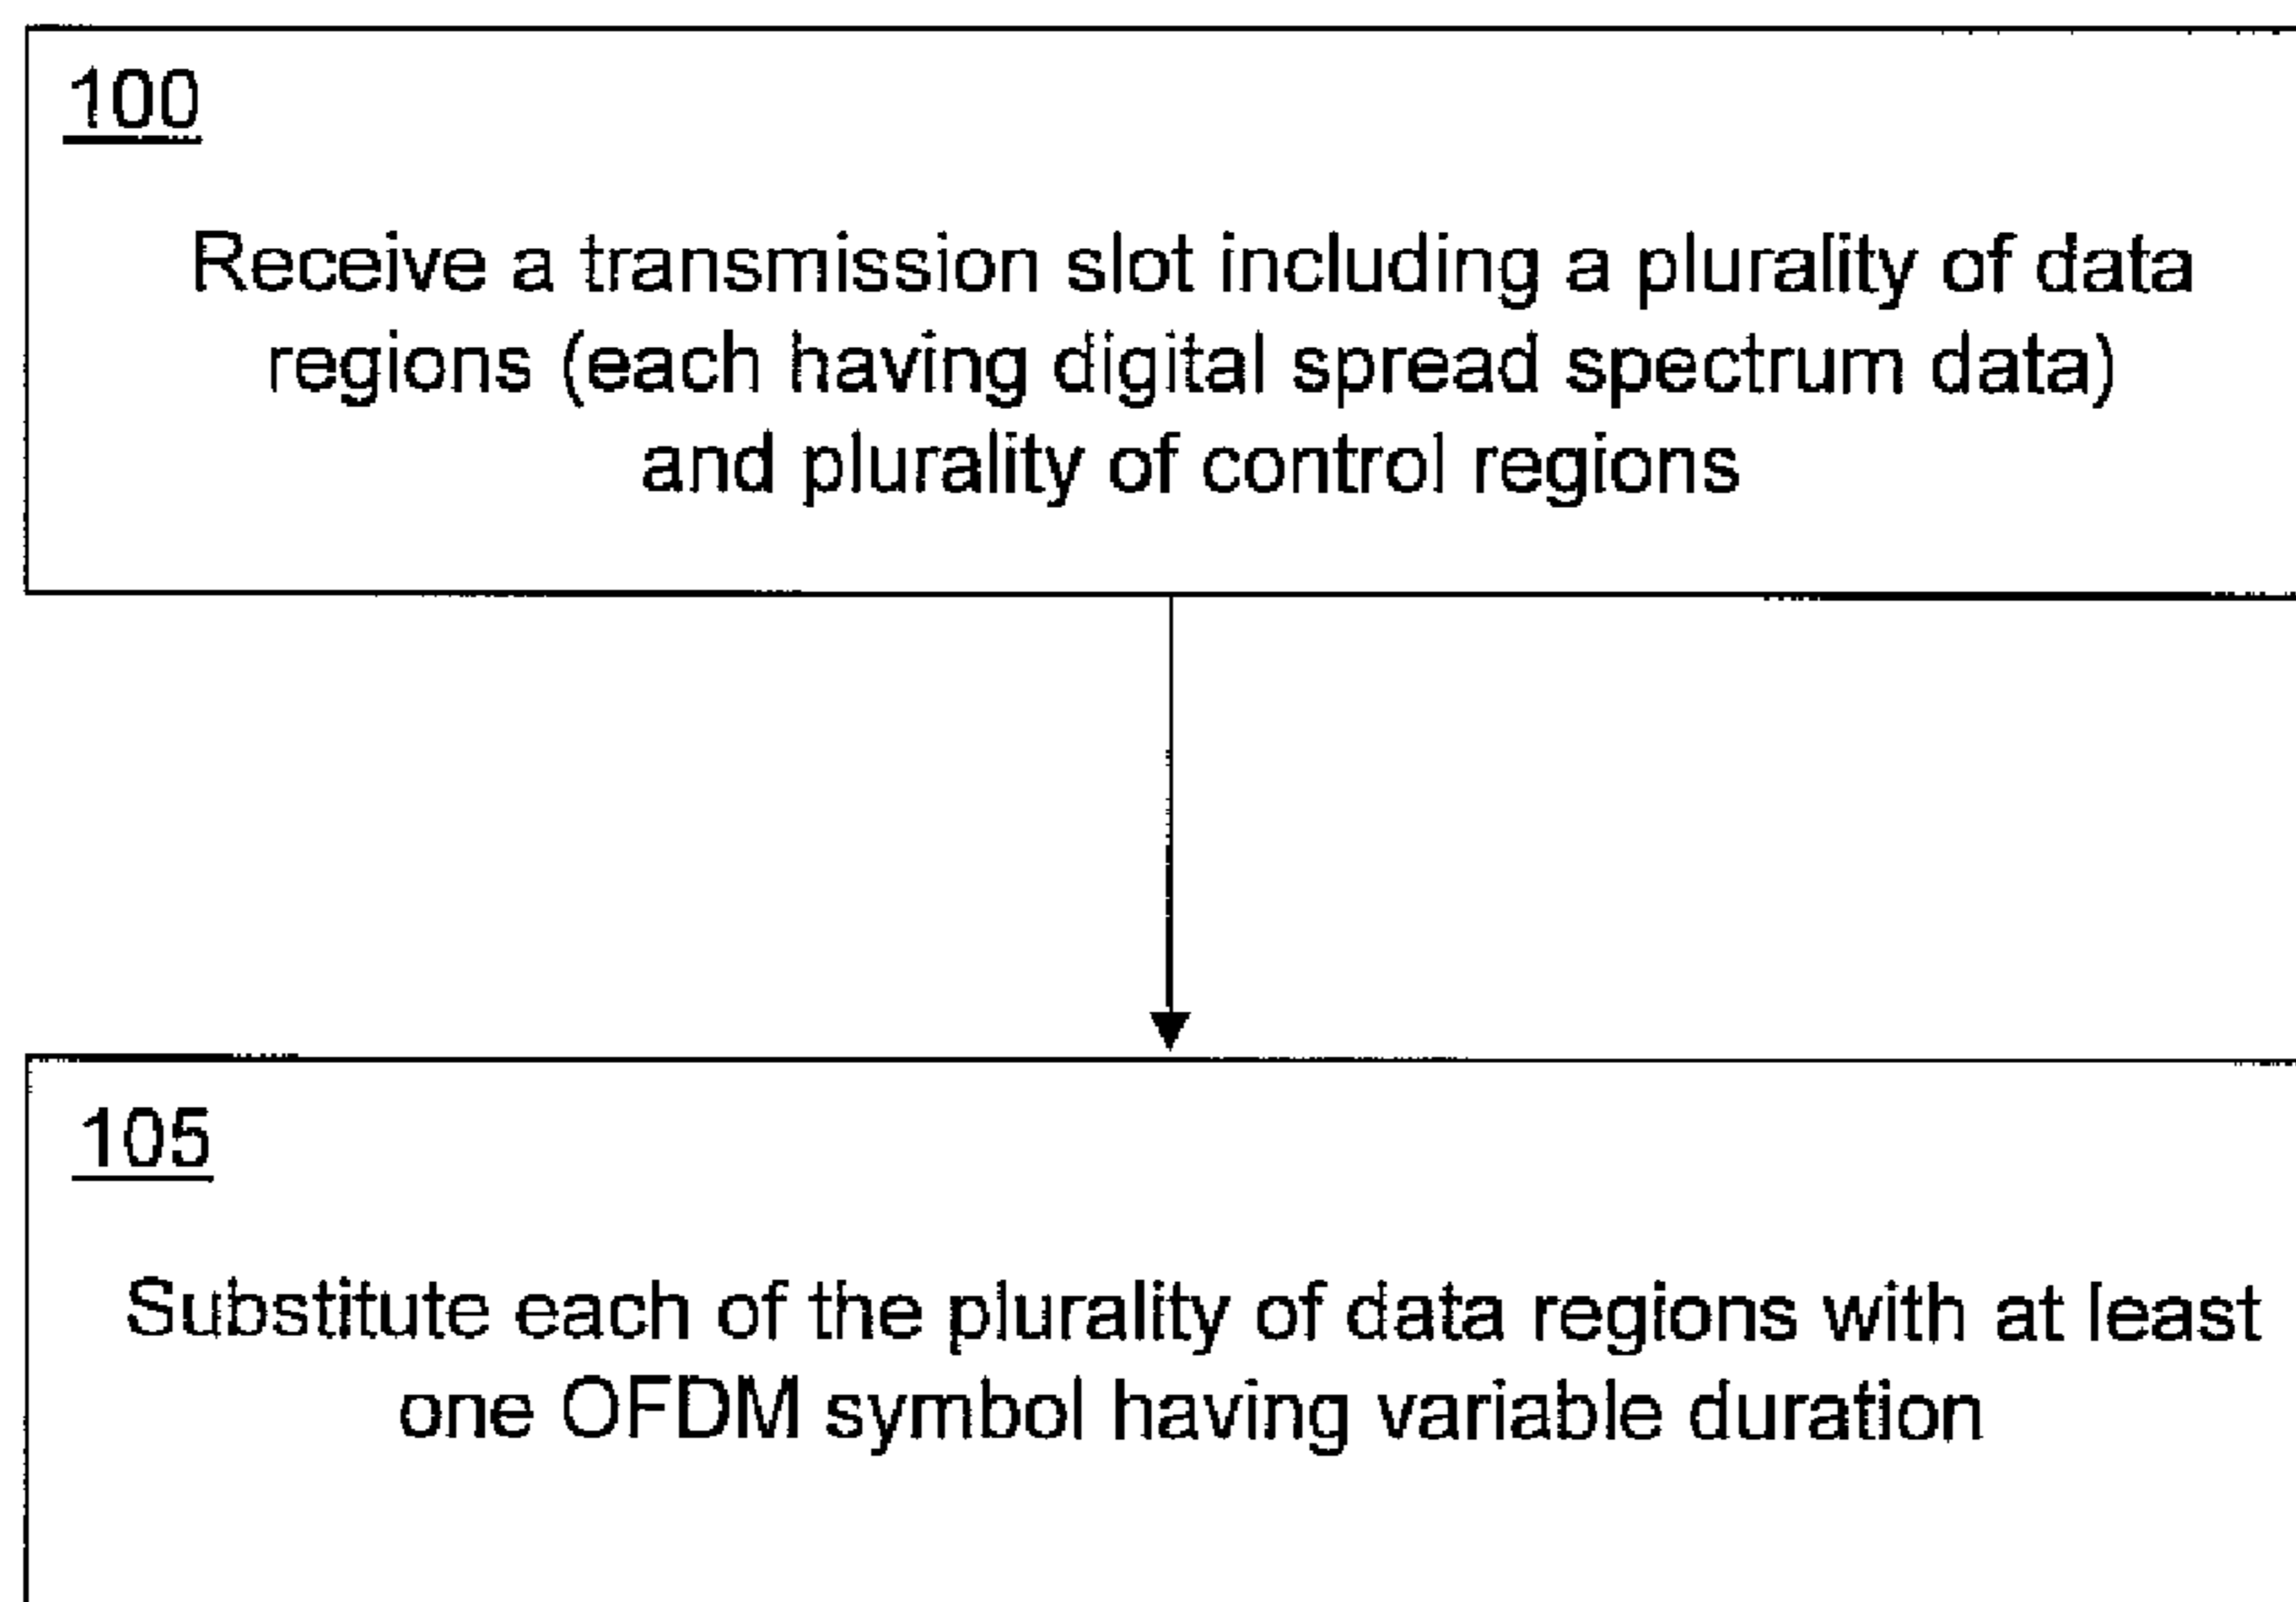 100
Receive a transmission slot including a plurality of data
regions (each having digital spread spectrum data)
and plurality of control regions
105
Substitute each of the plurality of data regions with at least
one OFDM symbol having variable duration